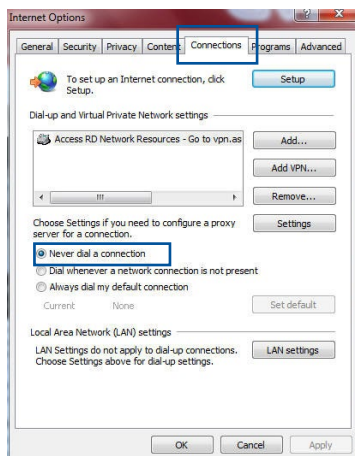 Internet Options
General Security Privacy Content Connections Programs Advanced
To set up an Internet connection, click
Setup.
Setup
Dial-up and Virtual Private Network settings
Access RD Network Resources - Go to vpn.as
Add...
Add VPN...
Remove...
Choose Settings if you need to configure a proxy
server for a connection.
Settings
Never dial a connection
Dial whenever a network connection is not present
Always dial my default connection
Current None Set default
Local Area Network (LAN) settings
LAN Settings do not apply to dial-up connections.
Choose Settings above for dial-up settings.
LAN settings
OK Cancel Apply